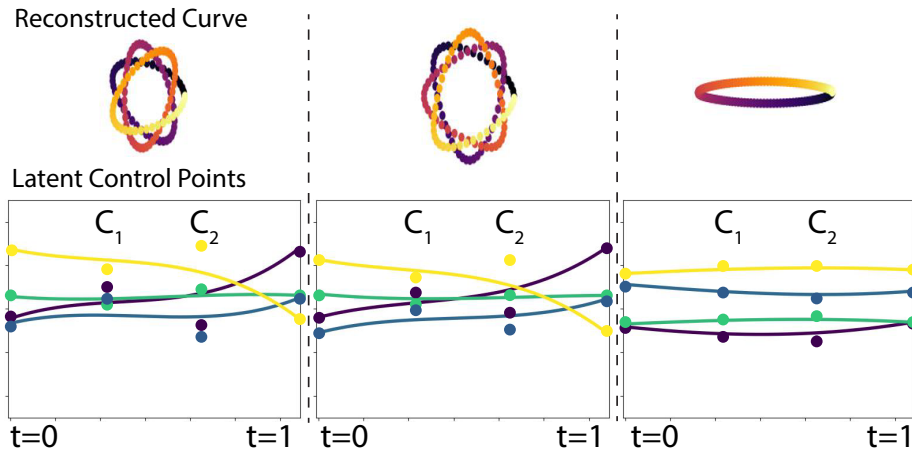 Reconstructed Curve
Latent Control Points
C1 C2 C1 C2 C1 C2
t=0 t=1 t=0 t=1 t=0 t=1